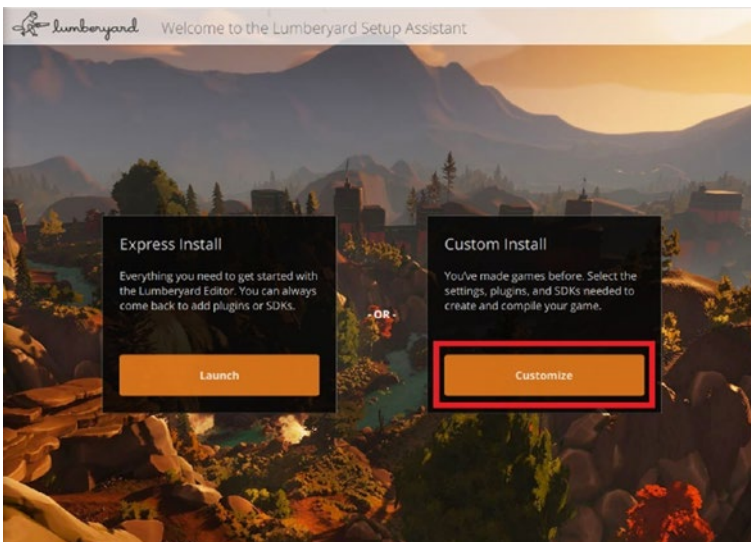 lumberyard Welcome to the Lumberyard Setup Assistant
Express Install
Everything you need to get started with
the Lumberyard Editor. You can always
come back to add plugins or SDKs.
Launch
- OR -
Custom Install
You've made games before. Select the
settings, plugins, and SDKs needed to
create and compile your game.
Customize